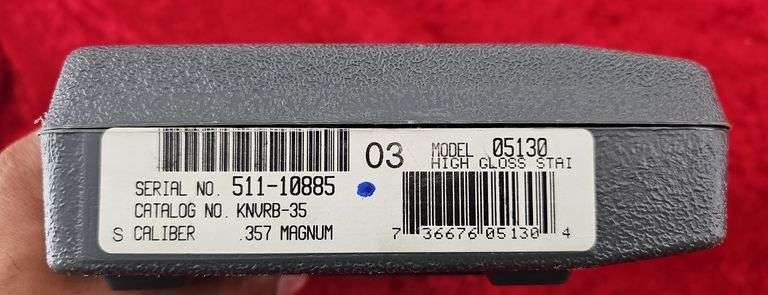 03 MODEL 05130
HIGH GLOSS STAI
SERIAL NO. 511-10885
CATALOG NO. KNVRB-35
S CALIBER .357 MAGNUM
7 36676 05130 4